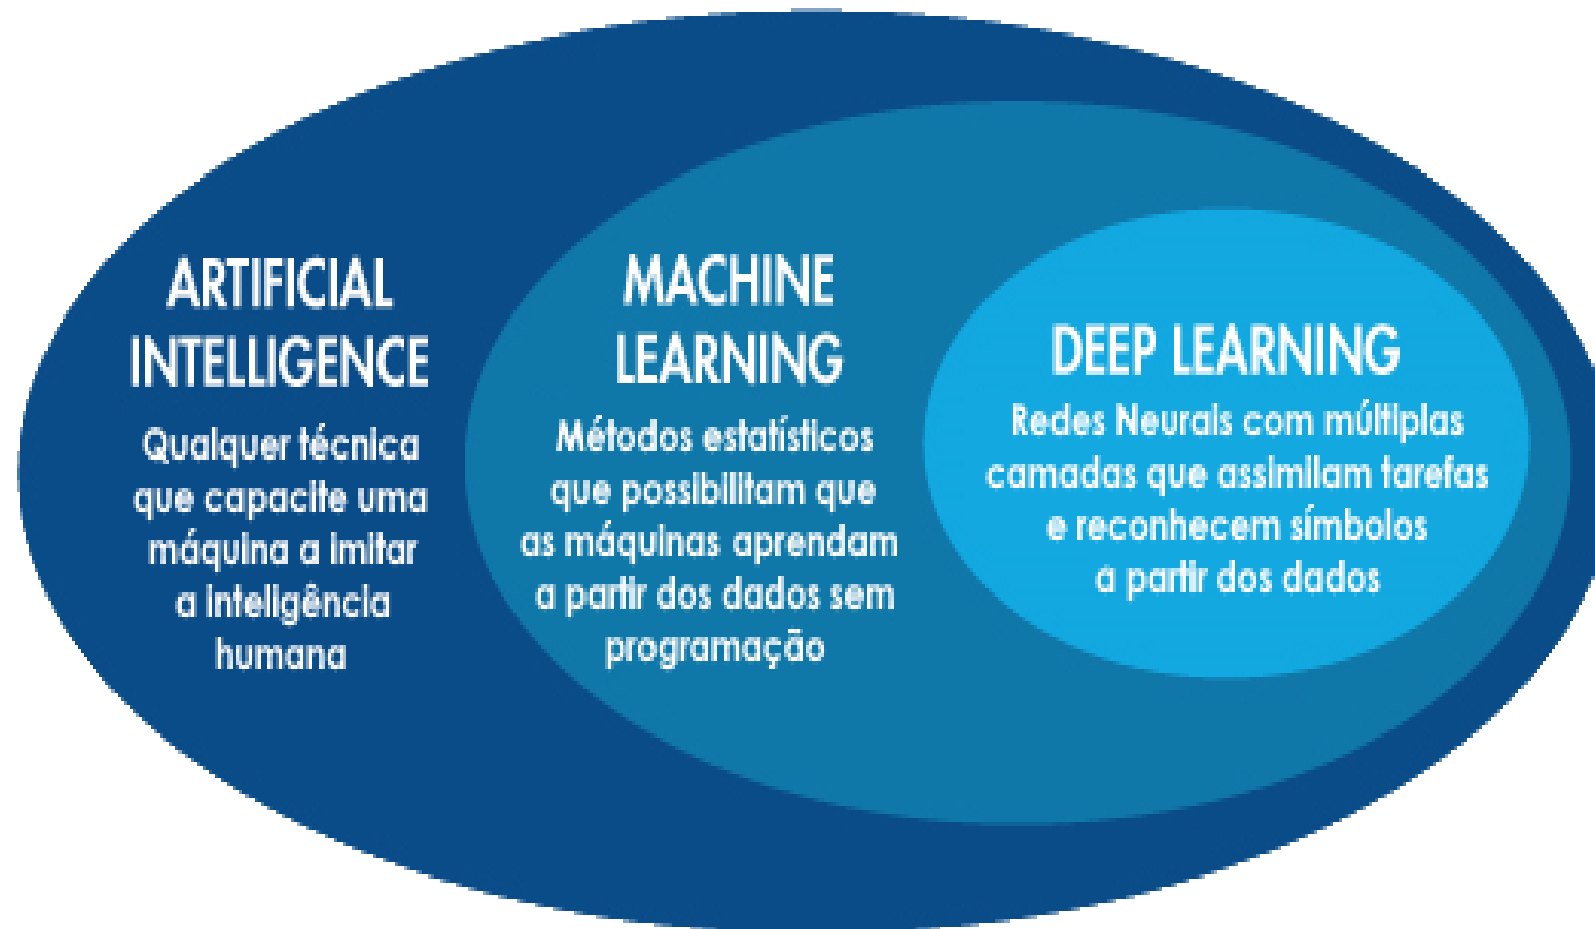 ARTIFICIAL
INTELLIGENCE
Qualquer técnica
que capacite uma
máquina a imitar
a inteligência
humana
MACHINE
LEARNING
Métodos estatísticos
que possibilitam que
as máquinas aprendam
a partir dos dados sem
programação
DEEP LEARNING
Redes Neurais com múltiplas
camadas que assimilam tarefas
e reconhecem símbolos
a partir dos dados